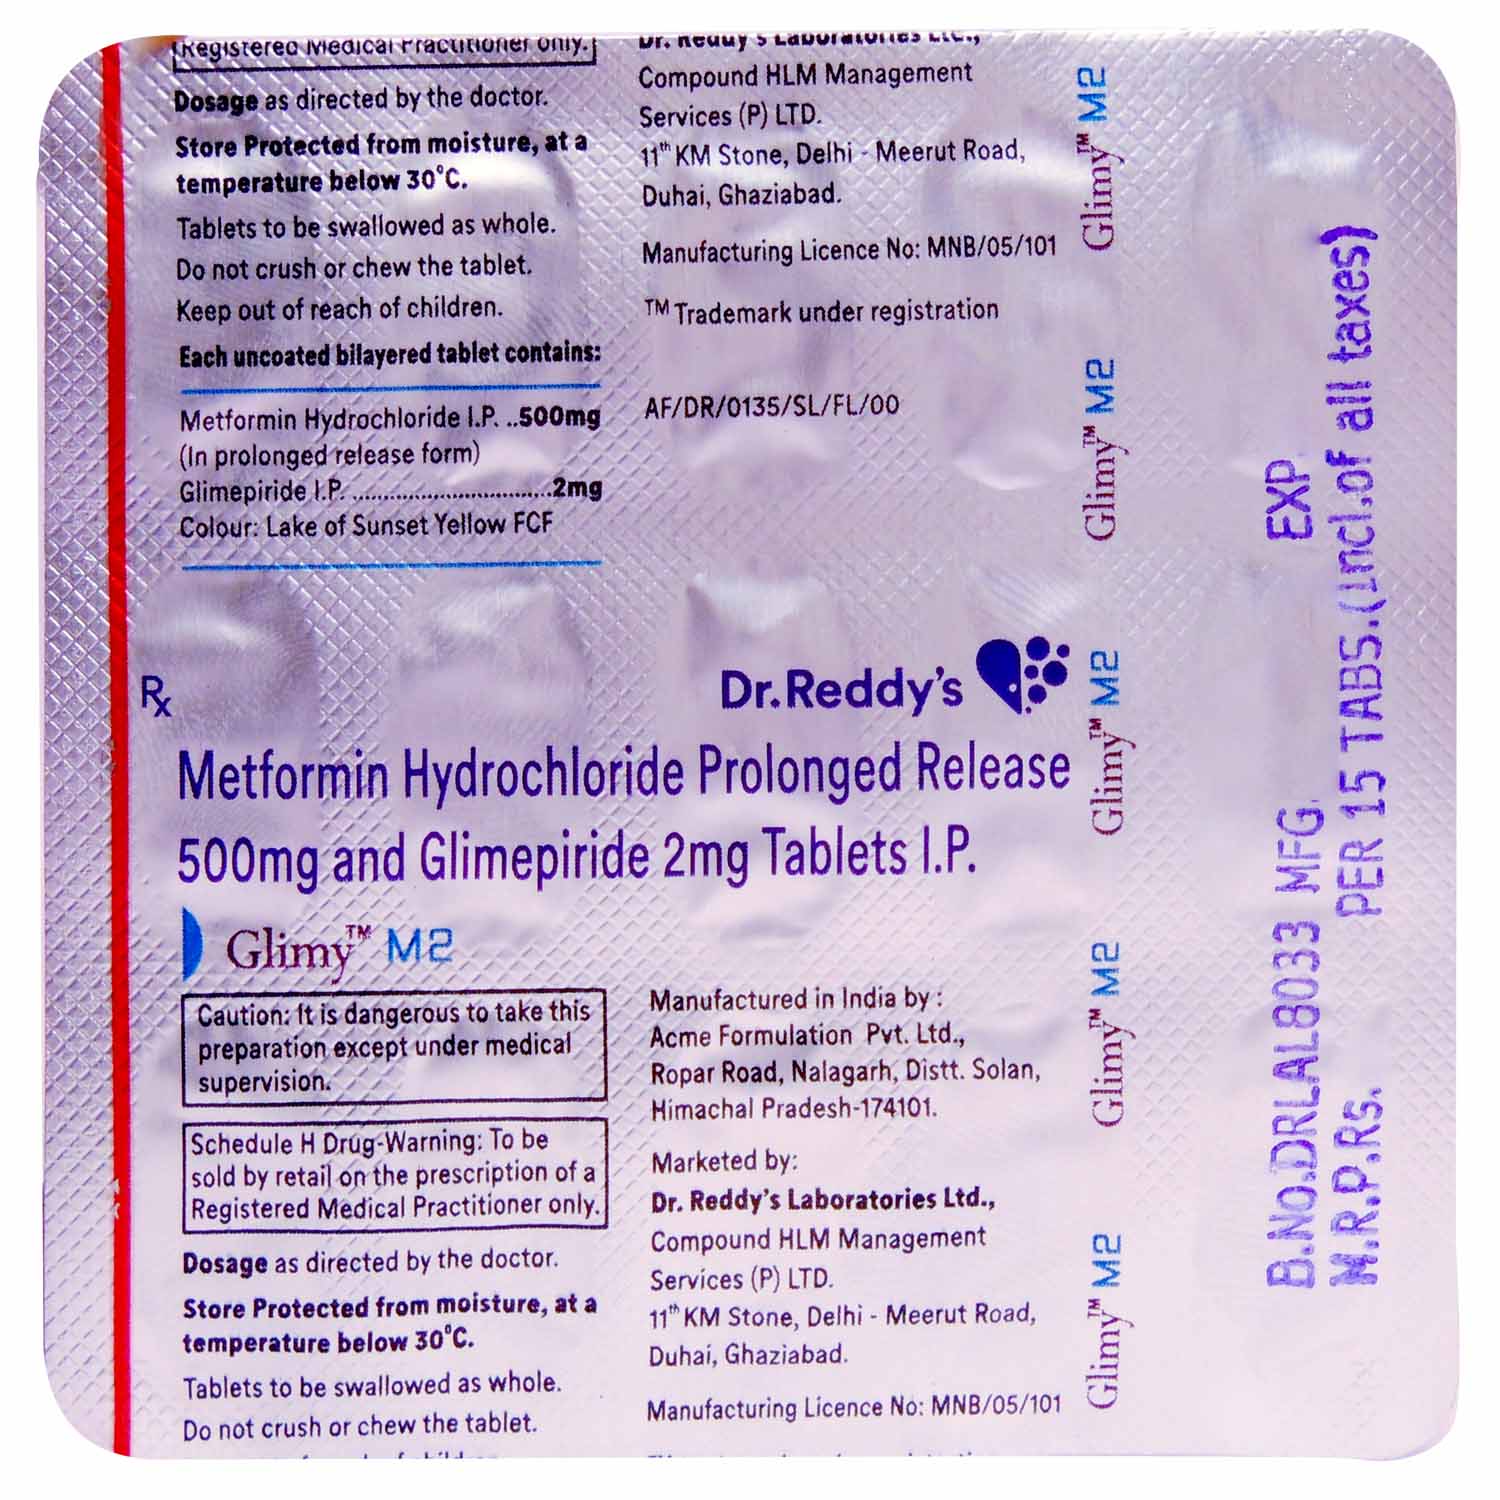 Registered Medical Practitioner only.
Dosage as directed by the doctor.
Store Protected from moisture, at a
temperature below 30°C.
Tablets to be swallowed as whole.
Do not crush or chew the tablet.
Keep out of reach of children.
Each uncoated bilayered tablet contains:
Metformin Hydrochloride I.P. ..500mg
(In prolonged release form)
Glimepiride I.P. ...............................2mg
Colour: Lake of Sunset Yellow FCF
Dr. Reddy's Laboratories Ltd.,
Compound HLM Management
Services (P) LTD.
11th KM Stone, Delhi - Meerut Road,
Duhai, Ghaziabad.
Manufacturing Licence No: MNB/05/101
™ Trademark under registration
AF/DR/0135/SL/FL/00
Rx
Dr.Reddy's
Metformin Hydrochloride Prolonged Release
500mg and Glimepiride 2mg Tablets I.P.
Glimy™ M2
Caution: It is dangerous to take this
preparation except under medical
supervision.
Schedule H Drug-Warning: To be
sold by retail on the prescription of a
Registered Medical Practitioner only.
Dosage as directed by the doctor.
Store Protected from moisture, at a
temperature below 30°C.
Tablets to be swallowed as whole.
Do not crush or chew the tablet.
Manufactured in India by :
Acme Formulation Pvt. Ltd.,
Ropar Road, Nalagarh, Distt. Solan,
Himachal Pradesh-174101.
Marketed by:
Dr. Reddy's Laboratories Ltd.,
Compound HLM Management
Services (P) LTD.
11th KM Stone, Delhi - Meerut Road,
Duhai, Ghaziabad.
Manufacturing Licence No: MNB/05/101
Glimy™ M2
Glimy™ M2
Glimy™ M2
Glimy™ M2
Glimy™ M2
B.No.DRLAL8033 MFG. EXP
M.R.P.Rs. PER 15 TABS.(incl.of all taxes)